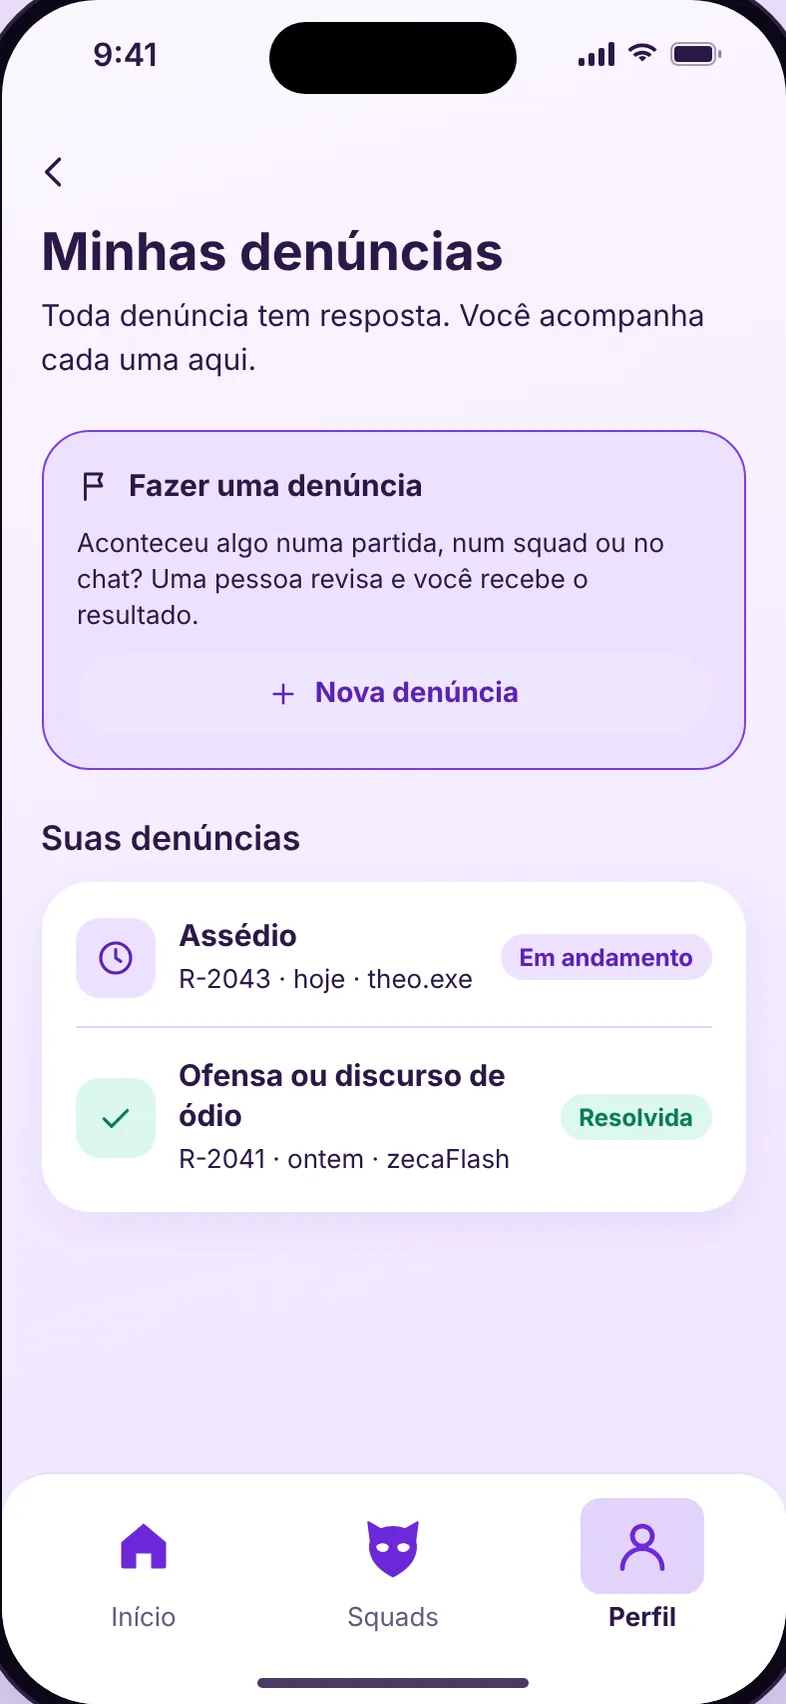 9:41
Minhas denúncias
Toda denúncia tem resposta. Você acompanha
cada uma aqui.
Fazer uma denúncia
Aconteceu algo numa partida, num squad ou no
chat? Uma pessoa revisa e você recebe o
resultado.
Nova denúncia
Suas denúncias
Assédio
R-2043 · hoje · theo.exe
Em andamento
Ofensa ou discurso de
ódio
R-2041 · ontem · zecaFlash
Resolvida
Início
Squads
Perfil